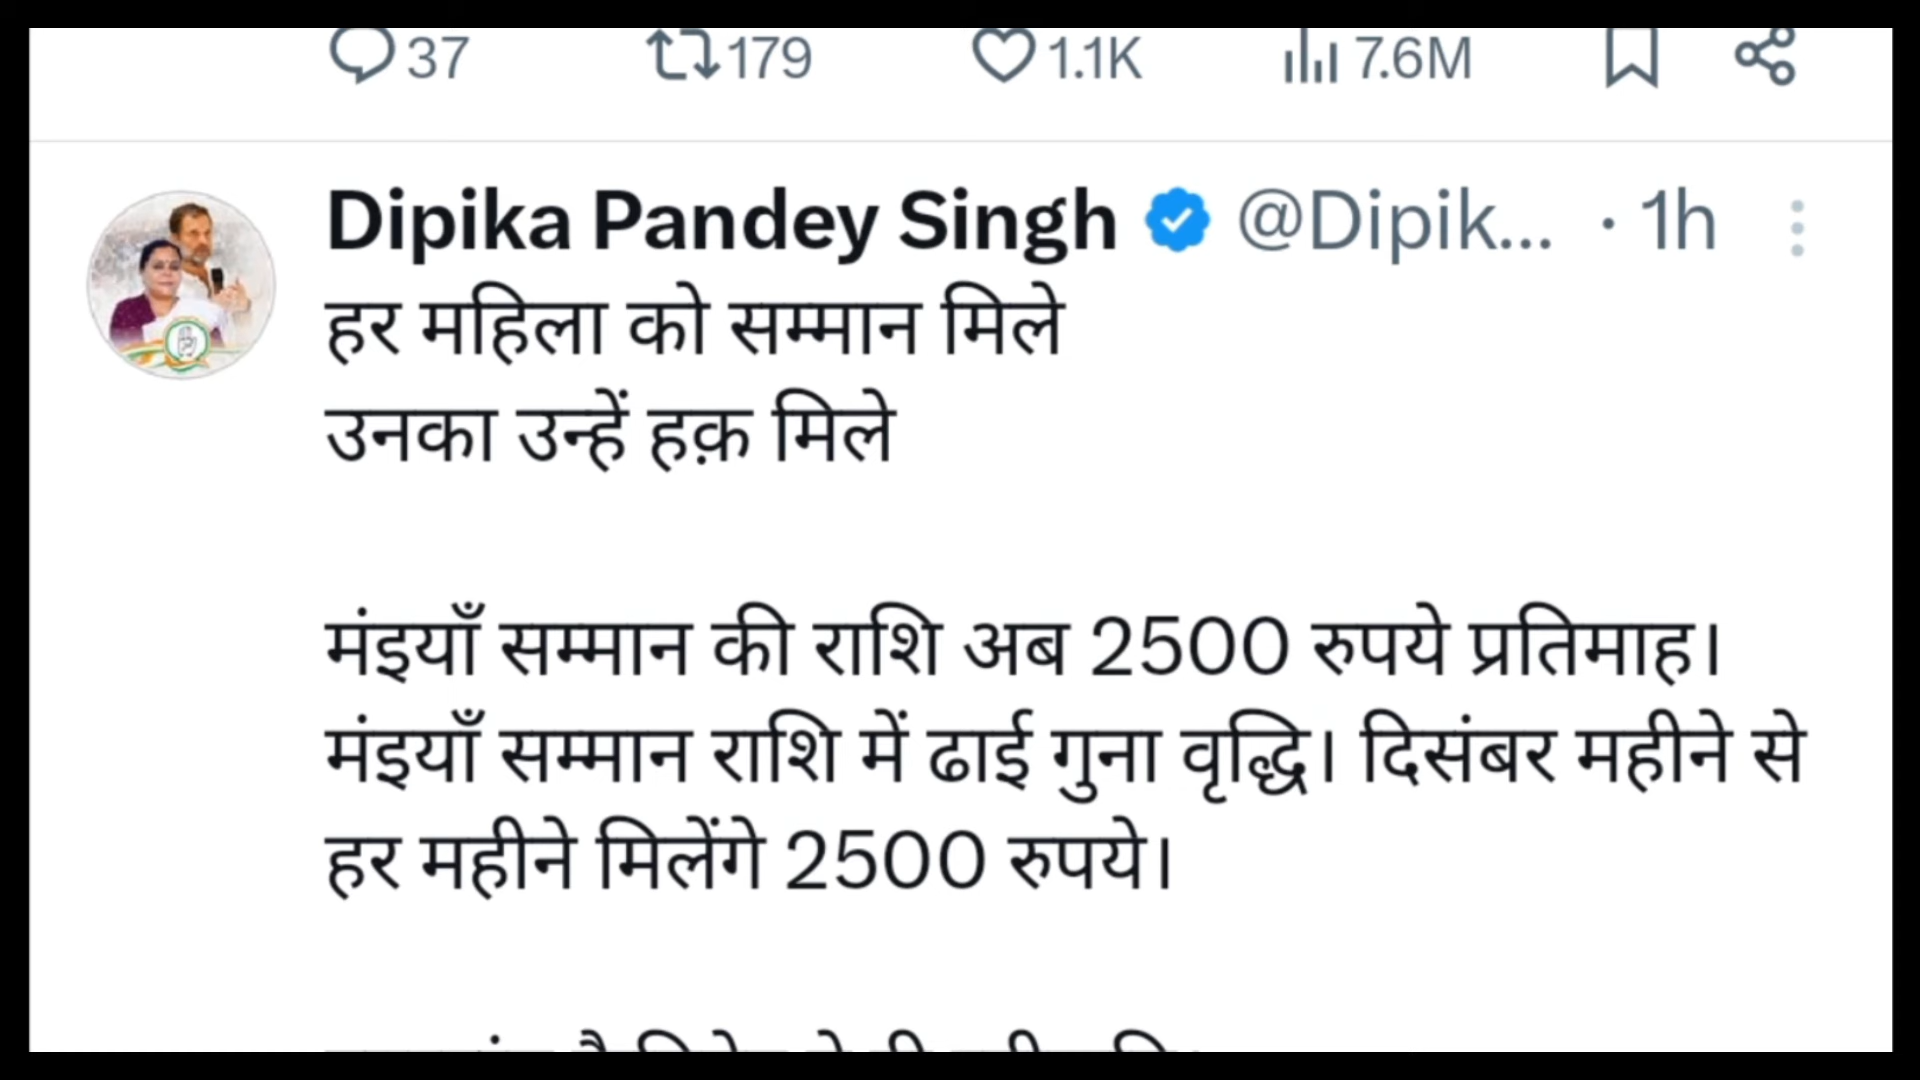 37 179 1.1K 7.6M
Dipika Pandey Singh @Dipik... · 1h
हर महिला को सम्मान मिले
उनका उन्हें हक़ मिले
मंइयाँ सम्मान की राशि अब 2500 रुपये प्रतिमाह।
मंइयाँ सम्मान राशि में ढाई गुना वृद्धि। दिसंबर महीने से
हर महीने मिलेंगे 2500 रुपये।